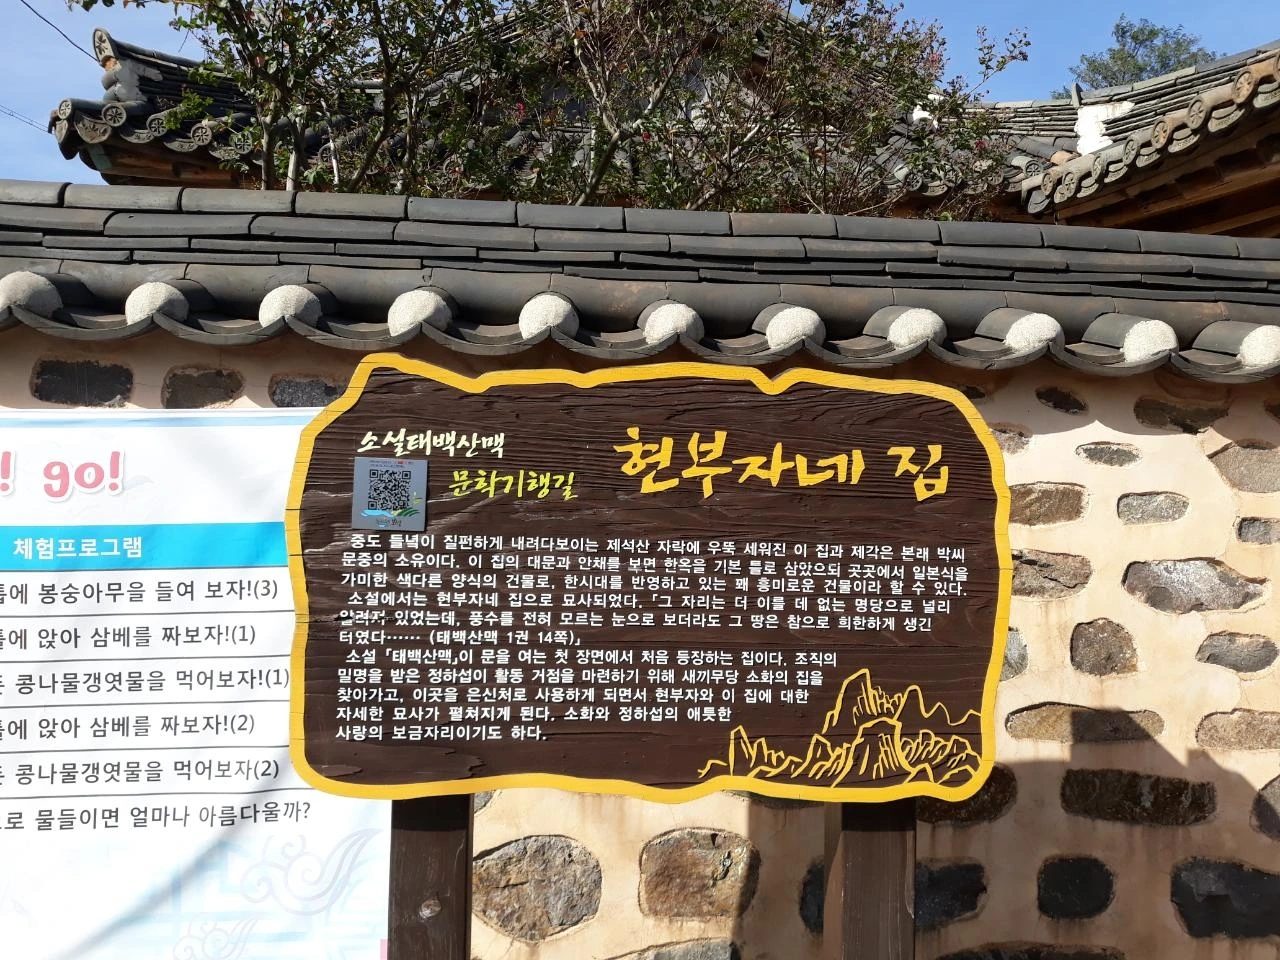 ! go!
체험프로그램
에 봉숭아무을 들여 보자!(3)
틀에 앉아 삼베를 짜보자!(1)
콩나물갱엿물을 먹어보자!(1)
틀에 앉아 삼베를 짜보자!(2)
콩나물갱엿물을 먹어보자(2)
로 물들이면 얼마나 아름다울까?
소설태백산맥
문학기행길
현부자네 집
중도 들녘이 질펀하게 내려다보이는 제석산 자락에 우뚝 세워진 이 집과 제각은 본래 박씨
문중의 소유이다. 이 집의 대문과 안채를 보면 한옥을 기본 틀로 삼았으되 곳곳에서 일본식을
가미한 색다른 양식의 건물로, 한시대를 반영하고 있는 꽤 흥미로운 건물이라 할 수 있다.
소설에서는 현부자네 집으로 묘사되었다. 「그 자리는 더 이를 데 없는 명당으로 널리
알려져 있었는데, 풍수를 전혀 모르는 눈으로 보더라도 그 땅은 참으로 희한하게 생긴
터였다…… (태백산맥 1권 14쪽)」
소설 「태백산맥」이 문을 여는 첫 장면에서 처음 등장하는 집이다. 조직의
밀명을 받은 정하섭이 활동 거점을 마련하기 위해 새끼무당 소화의 집을
찾아가고, 이곳을 은신처로 사용하게 되면서 현부자와 이 집에 대한
자세한 묘사가 펼쳐지게 된다. 소화와 정하섭의 애틋한
사랑의 보금자리이기도 하다.